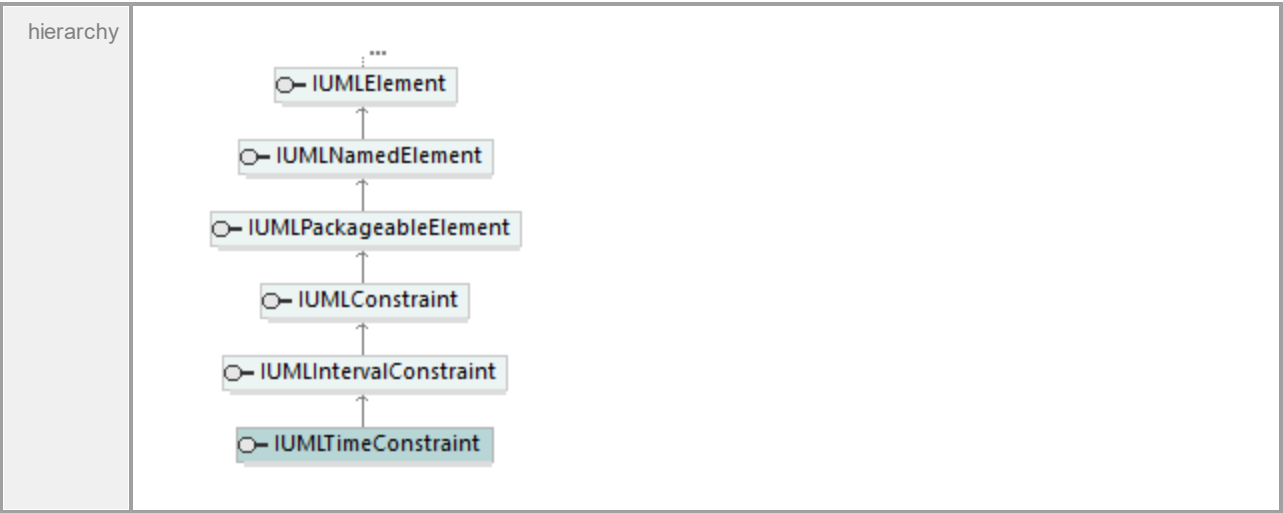 hierarchy
...
IUMLElement
IUMLNamedElement
IUMLPackageableElement
IUMLConstraint
IUMLIntervalConstraint
IUMLTimeConstraint